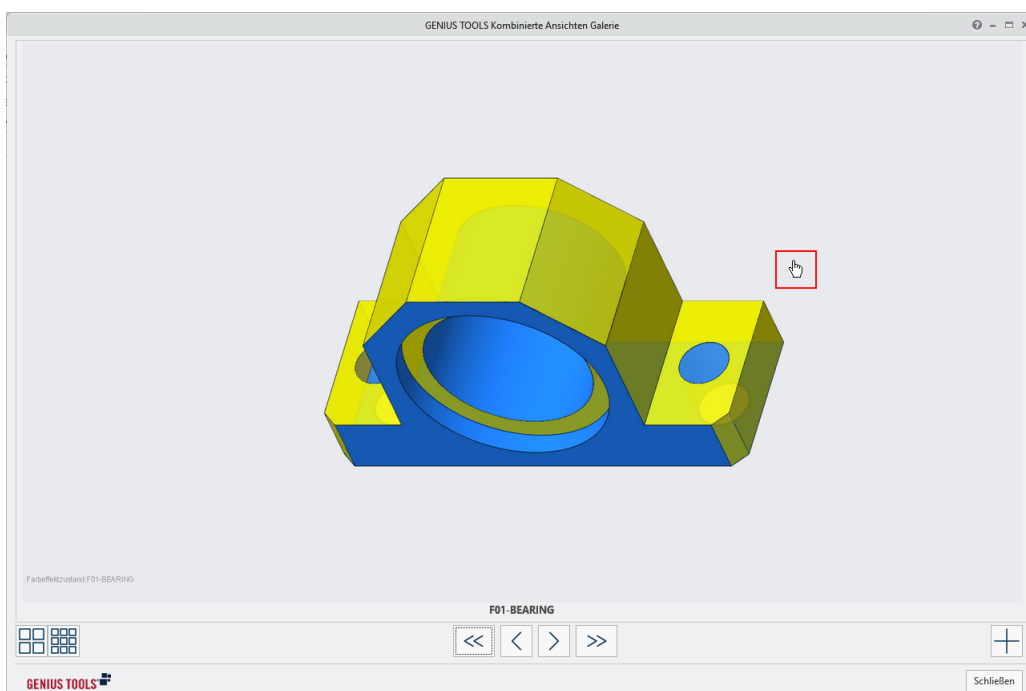 GENIUS TOOLS Kombinierte Ansichten Galerie
Farbeffektzustand:F01-BEARING
F01-BEARING
GENIUS TOOLS
Schließen